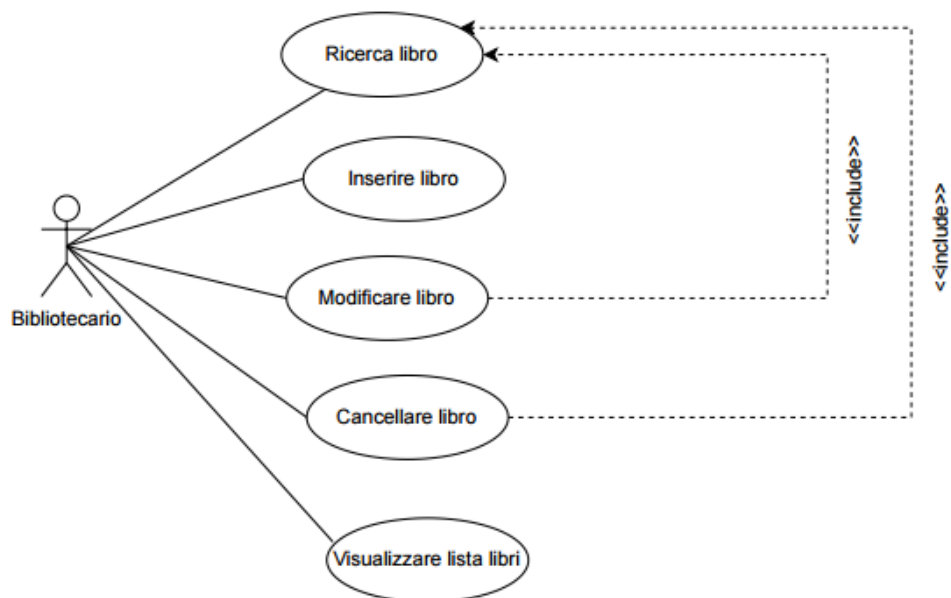 Ricerca libro
Inserire libro
<<include>>
<<include>>
Modificare libro
Bibliotecario
Cancellare libro
Visualizzare lista libri